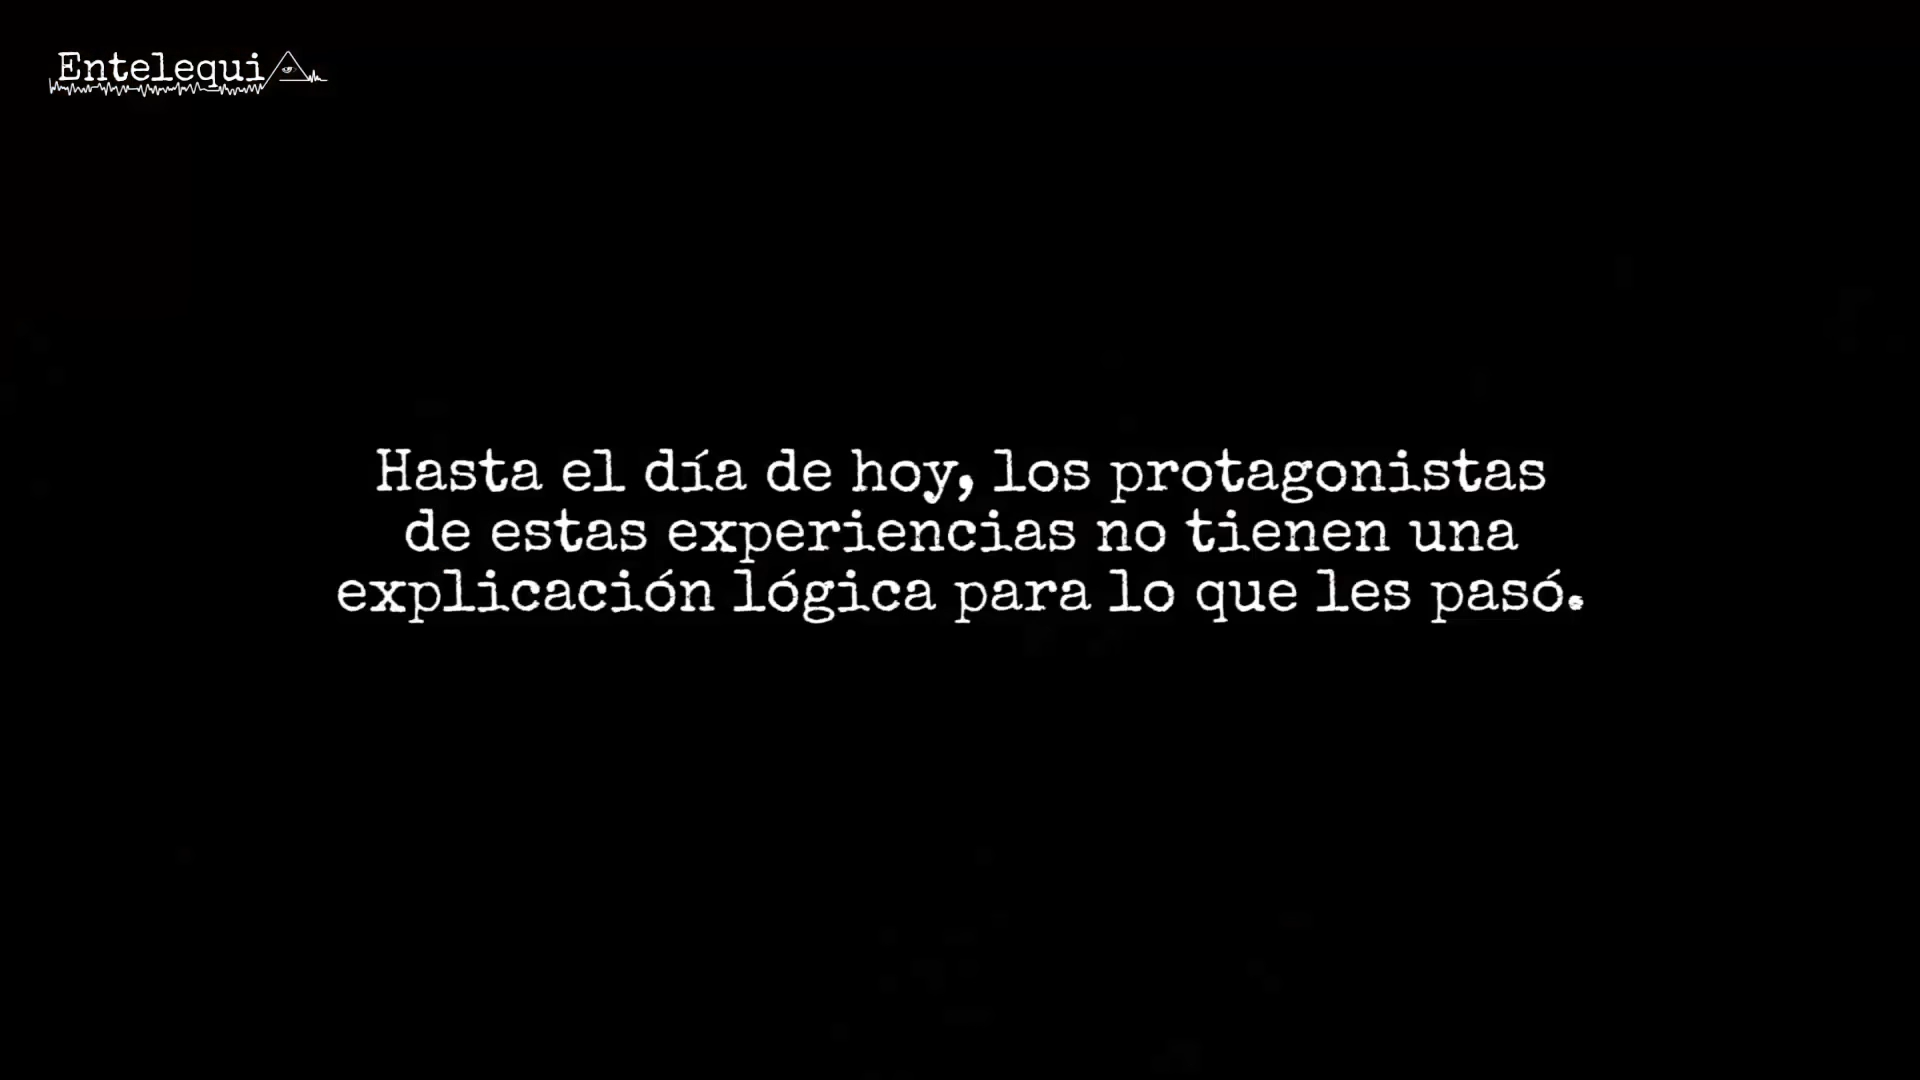 EntelequiA
Hasta el día de hoy, los protagonistas
de estas experiencias no tienen una
explicación lógica para lo que les pasó.